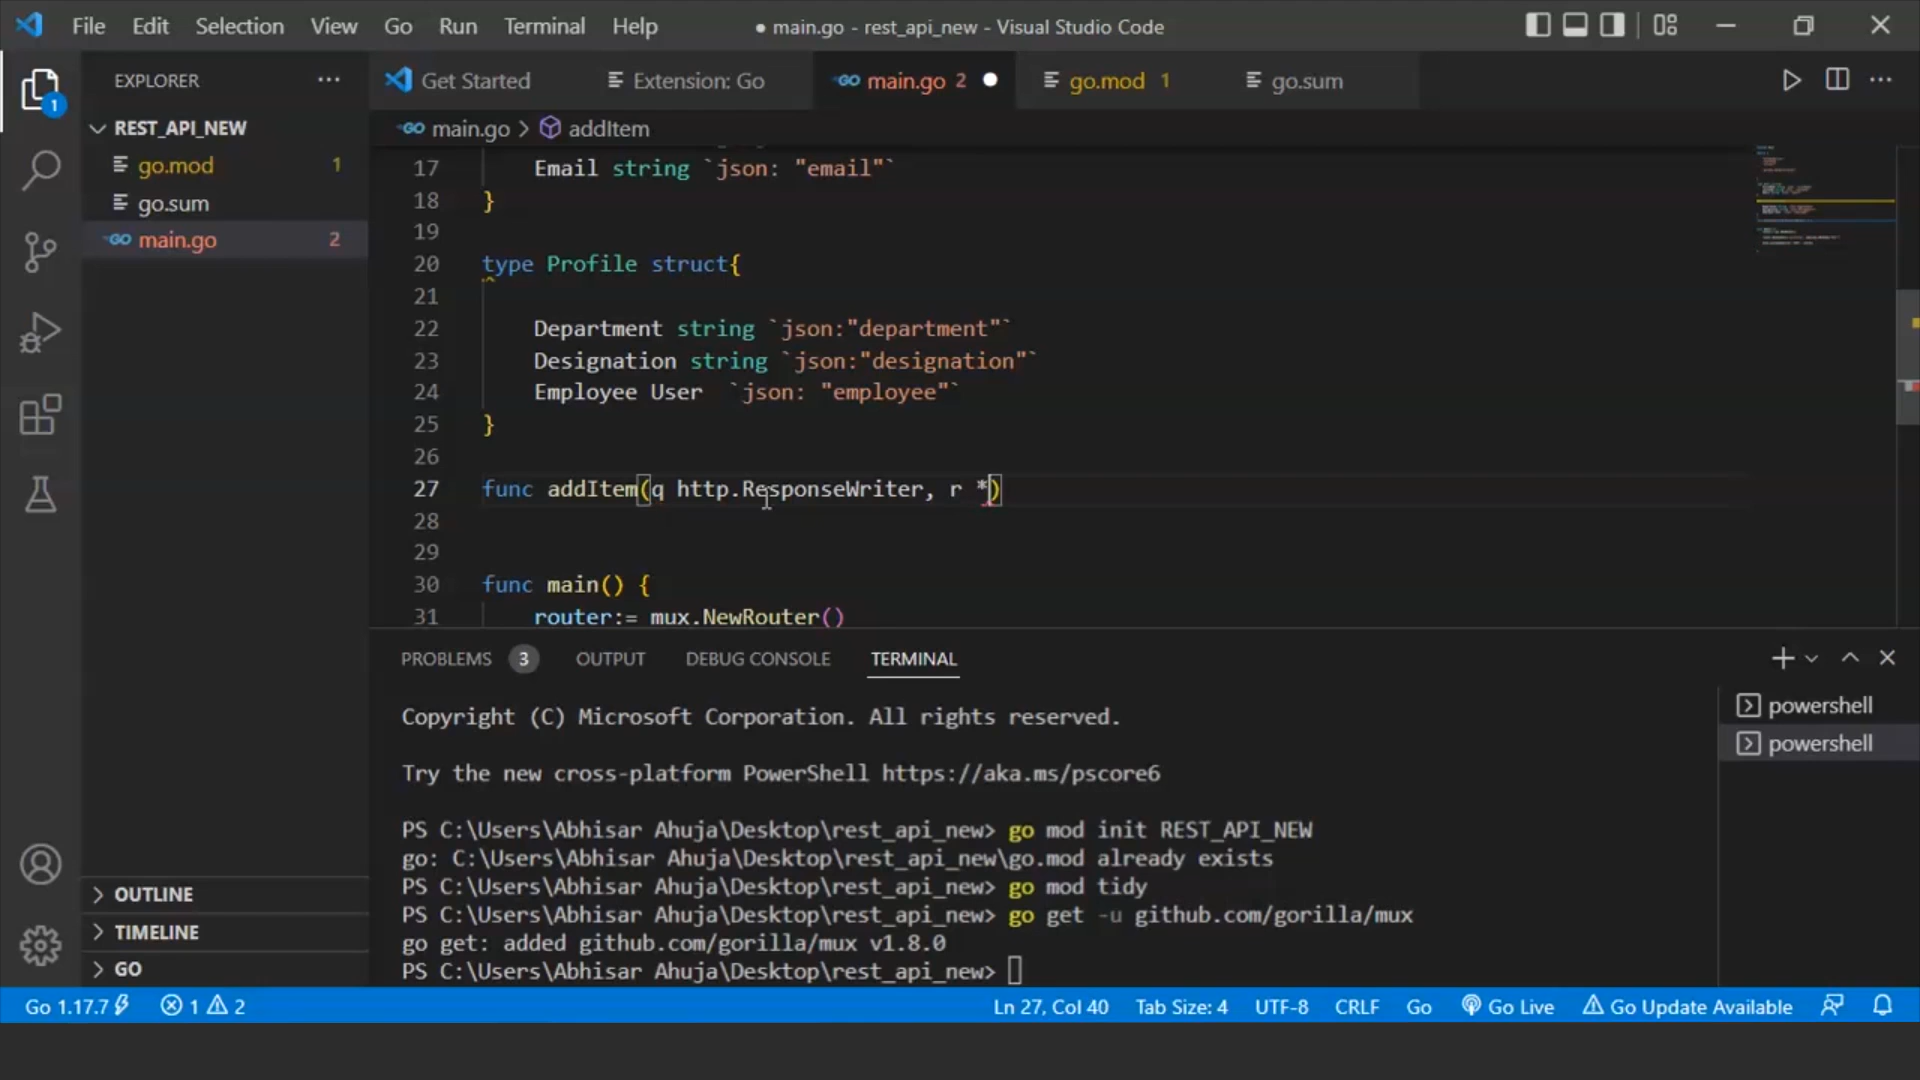 File Edit Selection View Go Run Terminal Help ● main.go - rest_api_new - Visual Studio Code
EXPLORER ···
Get Started Extension: Go main.go 2 ● go.mod 1 go.sum ···
1
REST_API_NEW
go.mod 1
go.sum
main.go 2
main.go > addItem
17 Email string `json: "email"`
18 }
19
20 type Profile struct{
21
22 Department string `json:"department"`
23 Designation string `json:"designation"`
24 Employee User `json: "employee"`
25 }
26
27 func addItem(q http.ResponseWriter, r *)
28
29
30 func main() {
31 router:= mux.NewRouter()
PROBLEMS 3 OUTPUT DEBUG CONSOLE TERMINAL
powershell
powershell
Copyright (C) Microsoft Corporation. All rights reserved.
Try the new cross-platform PowerShell https://aka.ms/pscore6
PS C:\Users\Abhisar Ahuja\Desktop\rest_api_new> go mod init REST_API_NEW
go: C:\Users\Abhisar Ahuja\Desktop\rest_api_new\go.mod already exists
PS C:\Users\Abhisar Ahuja\Desktop\rest_api_new> go mod tidy
PS C:\Users\Abhisar Ahuja\Desktop\rest_api_new> go get -u github.com/gorilla/mux
go get: added github.com/gorilla/mux v1.8.0
PS C:\Users\Abhisar Ahuja\Desktop\rest_api_new>
OUTLINE
TIMELINE
GO
Go 1.17.7 1 2 Ln 27, Col 40 Tab Size: 4 UTF-8 CRLF Go Go Live Go Update Available